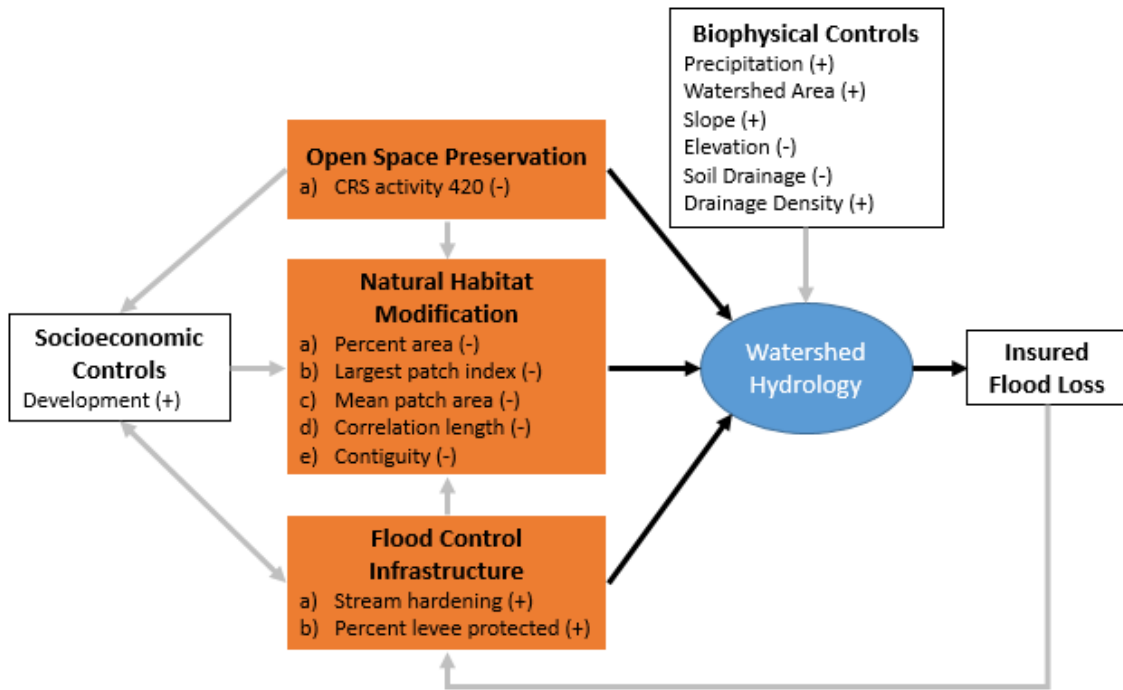 Biophysical Controls
Precipitation (+)
Watershed Area (+)
Slope (+)
Elevation (-)
Soil Drainage (-)
Drainage Density (+)
Open Space Preservation
a) CRS activity 420 (-)
Natural Habitat
Modification
a) Percent area (-)
b) Largest patch index (-)
c) Mean patch area (-)
d) Correlation length (-)
e) Contiguity (-)
Socioeconomic
Controls
Development (+)
Watershed
Hydrology
Insured
Flood Loss
Flood Control
Infrastructure
a) Stream hardening (+)
b) Percent levee protected (+)